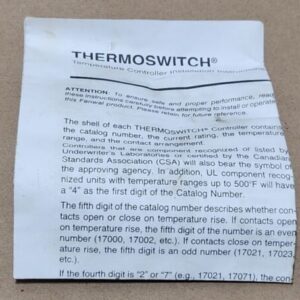 THERMOSWITCH®
Temperature Controller Installation Instructions
ATTENTION: To ensure safe and proper performance, read
these instructions carefully before attempting to install or operate
this Fenwal product. Please retain for future reference.
The shell of each THERMOSWITCH® Controller contains
the catalog number, the current rating, the temperature
range, and the contact arrangement.
Controllers that are component recognized or listed by
Underwriter's Laboratories or certified by the Canadian
Standards Association (CSA) will also bear the symbol of
the approving agency. In addition, UL component recog-
nized units with temperature ranges up to 500°F will have
a "4" as the first digit of the Catalog Number.
The fifth digit of the catalog number describes whether con-
tacts open or close on temperature rise. If contacts open
on temperature rise, the fifth digit of the number is an even
number (17000, 17002, etc.). If contacts close on temper-
ature rise, the fifth digit is an odd number (17021, 17023,
etc.).
If the fourth digit is "2" or "7" (e.g., 17021, 17071), the con-